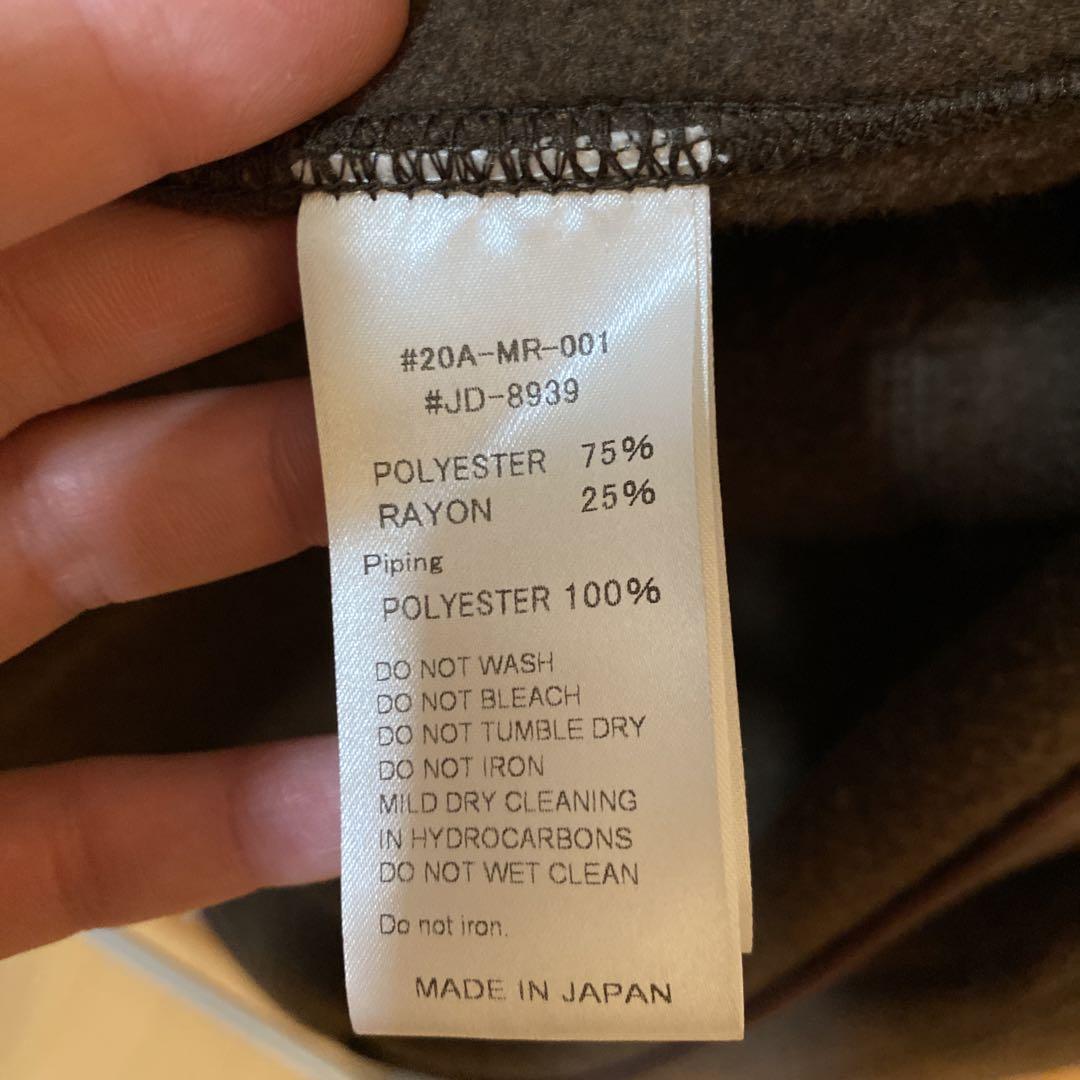 #20A-MR-001
#JD-8939
POLYESTER 75%
RAYON 25%
Piping
POLYESTER 100%
DO NOT WASH
DO NOT BLEACH
DO NOT TUMBLE DRY
DO NOT IRON
MILD DRY CLEANING
IN HYDROCARBONS
DO NOT WET CLEAN
Do not iron.
MADE IN JAPAN